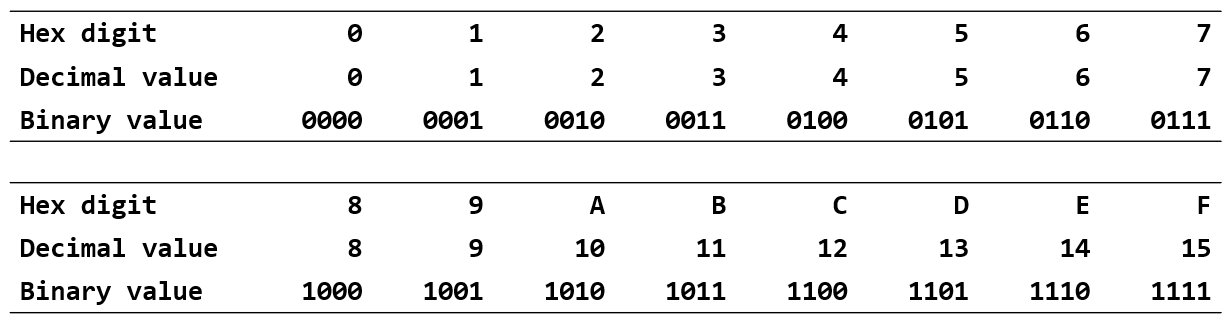 Hex digit 0 1 2 3 4 5 6 7
Decimal value 0 1 2 3 4 5 6 7
Binary value 0000 0001 0010 0011 0100 0101 0110 0111
Hex digit 8 9 A B C D E F
Decimal value 8 9 10 11 12 13 14 15
Binary value 1000 1001 1010 1011 1100 1101 1110 1111